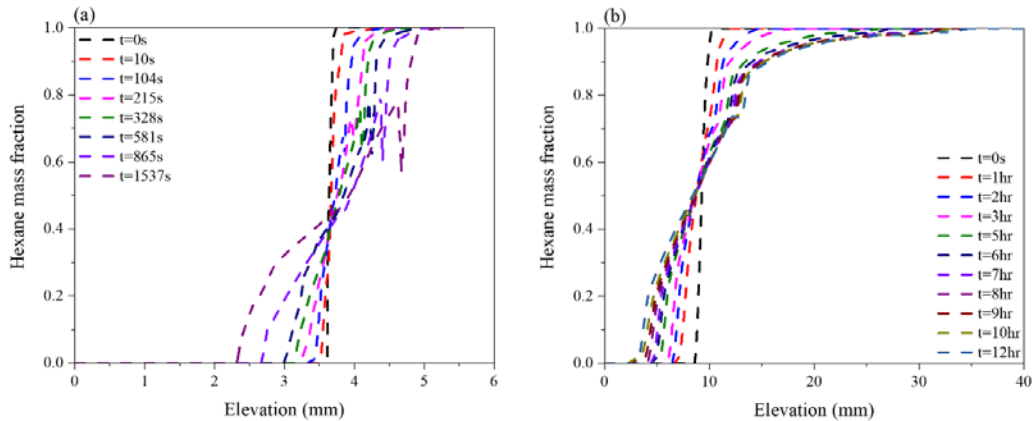 (a)
1.0
0.8
0.6
0.4
0.2
0.0
Hexane mass fraction
t=0s
t=10s
t=104s
t=215s
t=328s
t=581s
t=865s
t=1537s
0 1 2 3 4 5 6
Elevation (mm)
(b)
1.0
0.8
0.6
0.4
0.2
0.0
Hexane mass fraction
t=0s
t=1hr
t=2hr
t=3hr
t=5hr
t=6hr
t=7hr
t=8hr
t=9hr
t=10hr
t=12hr
0 10 20 30 40
Elevation (mm)